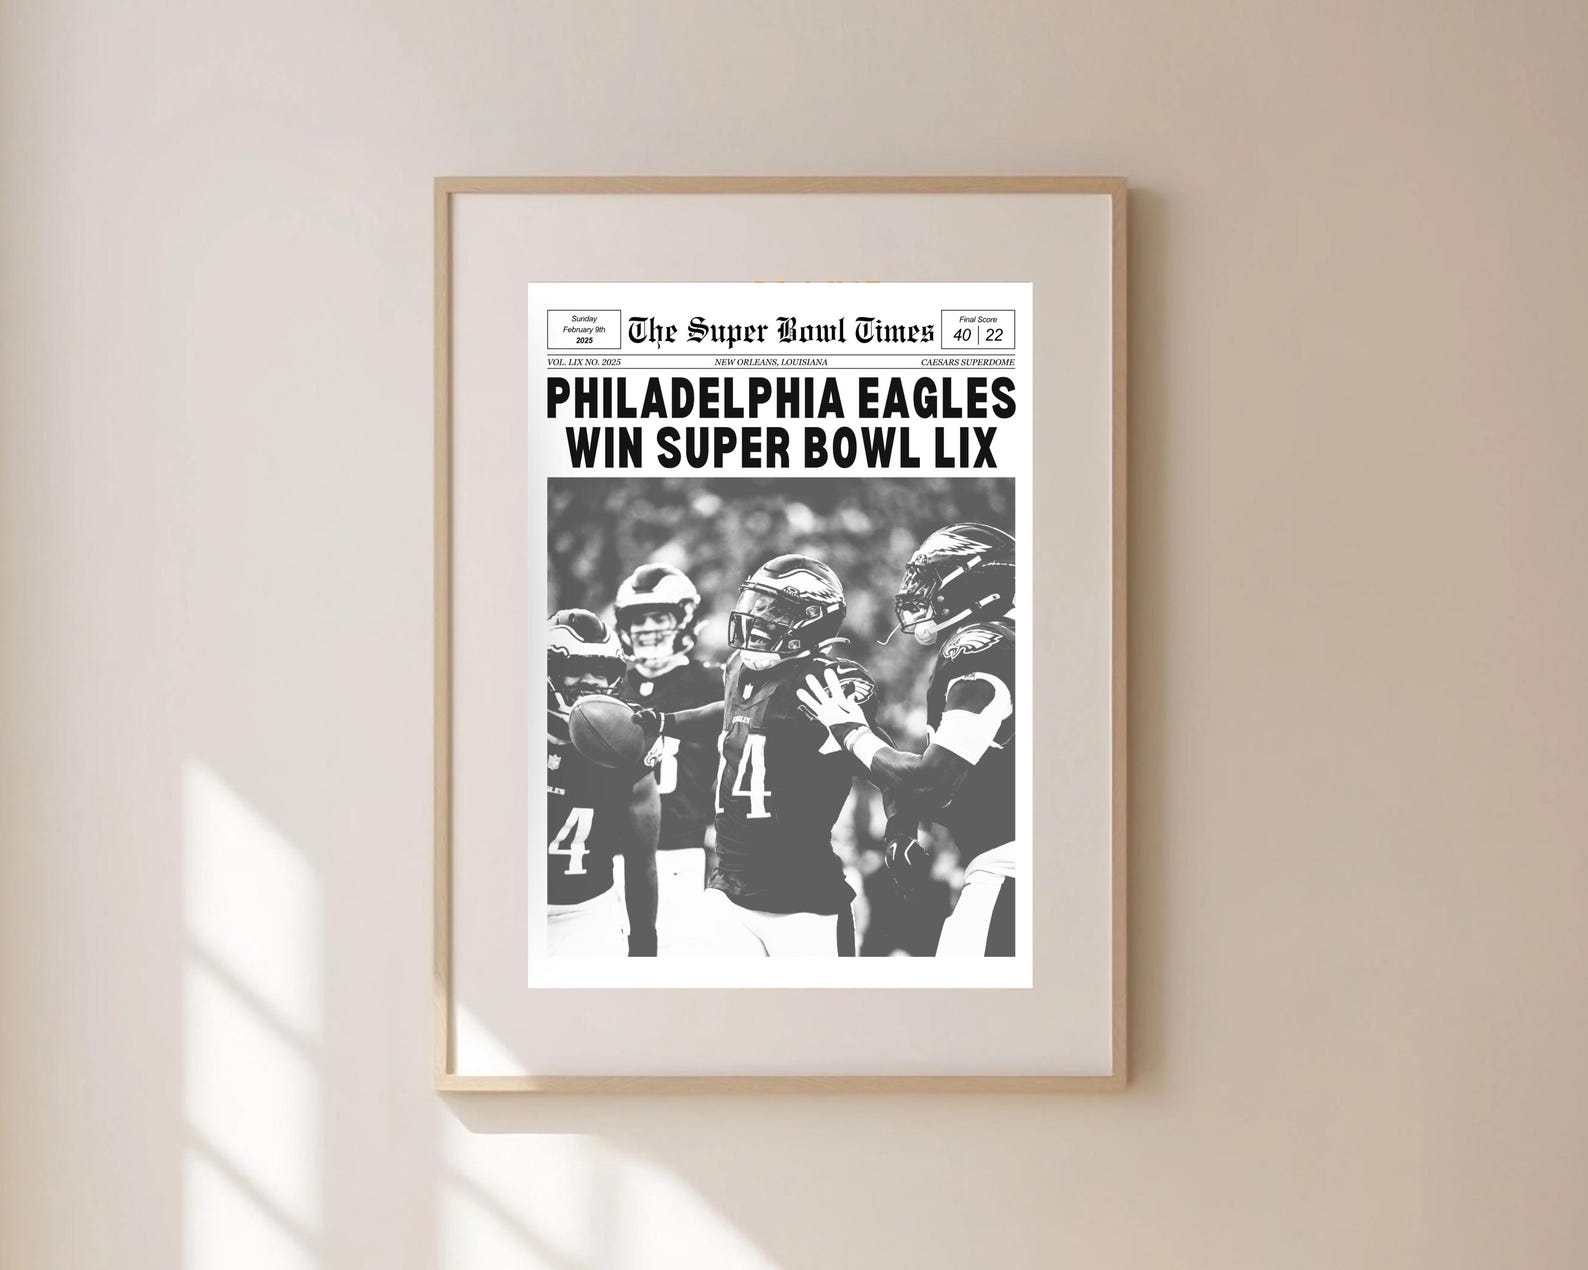 Sunday
February 9th
2025
The Super Bowl Times
Final Score
40 | 22
VOL. LIX NO. 2025 NEW ORLEANS, LOUISIANA CAESARS SUPERDOME
PHILADELPHIA EAGLES
WIN SUPER BOWL LIX
EAGLES
14
4